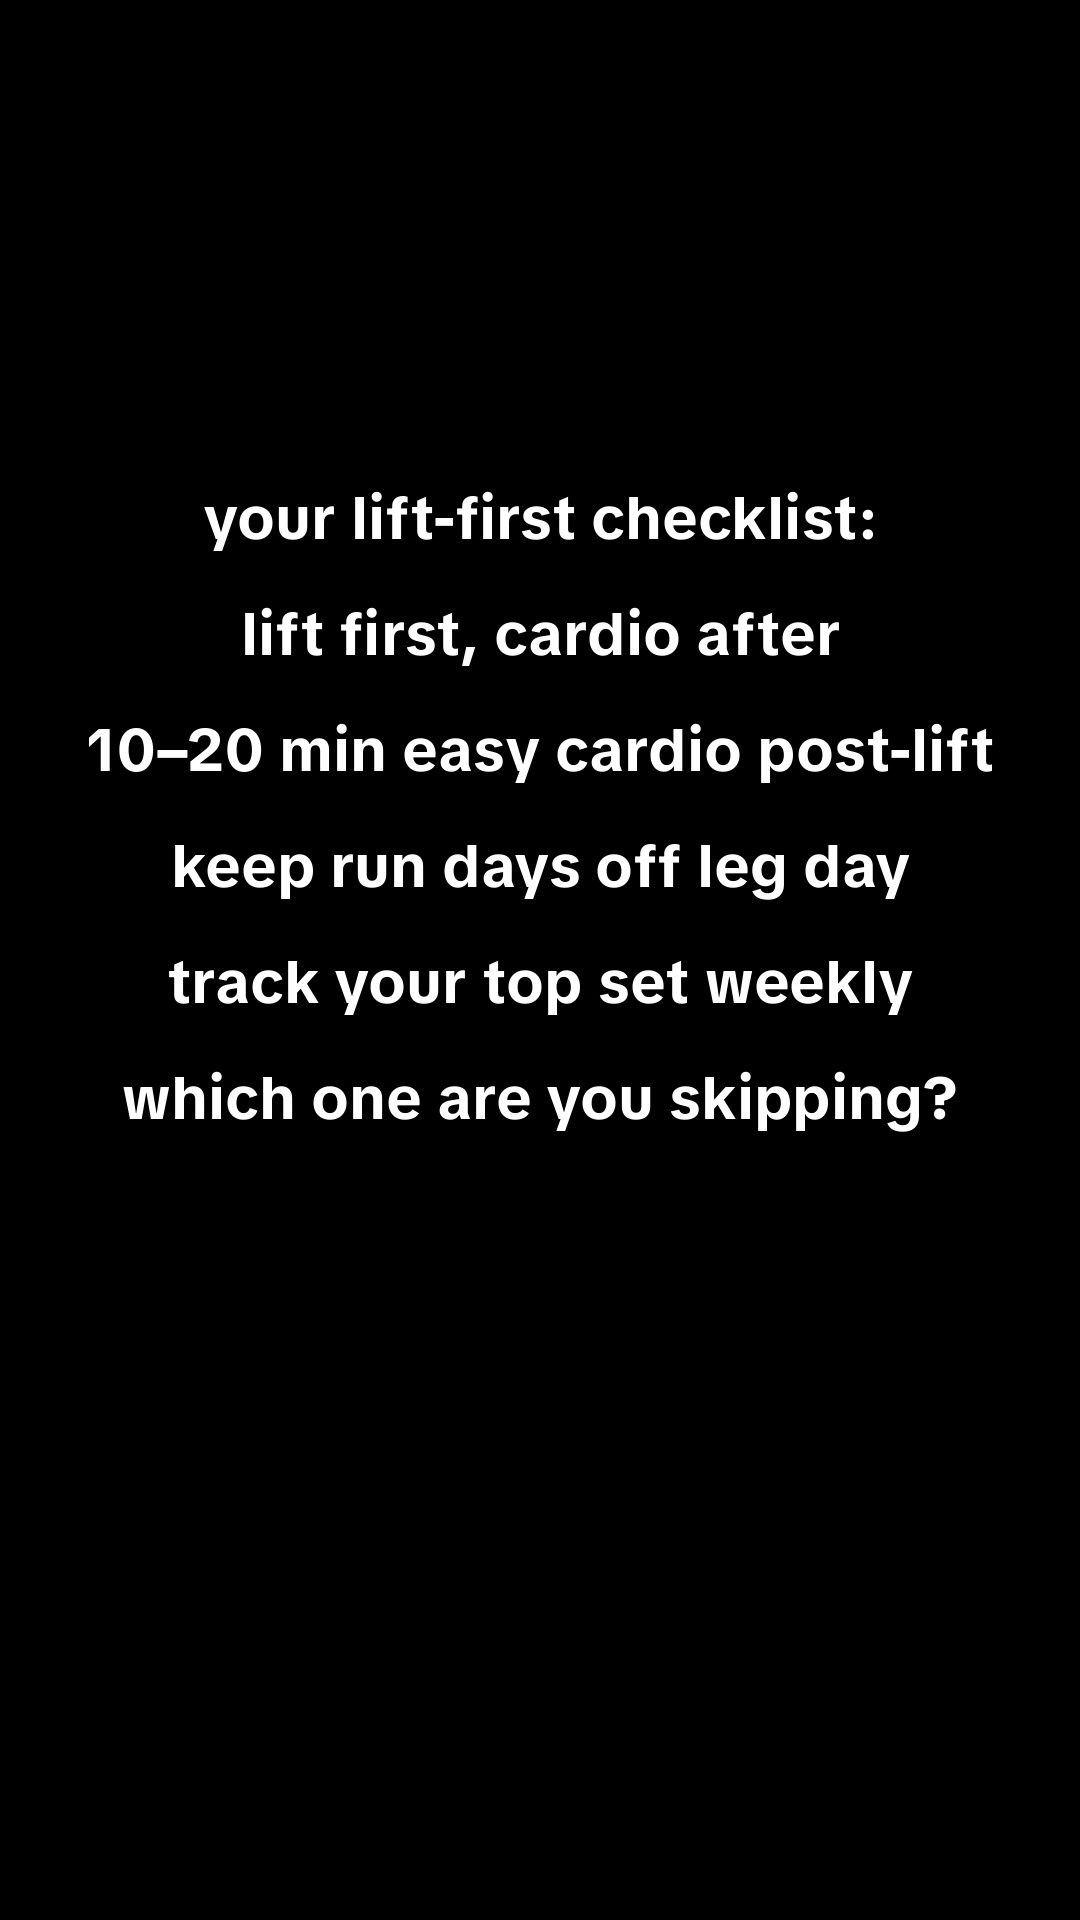 your lift-first checklist:
lift first, cardio after
10–20 min easy cardio post-lift
keep run days off leg day
track your top set weekly
which one are you skipping?